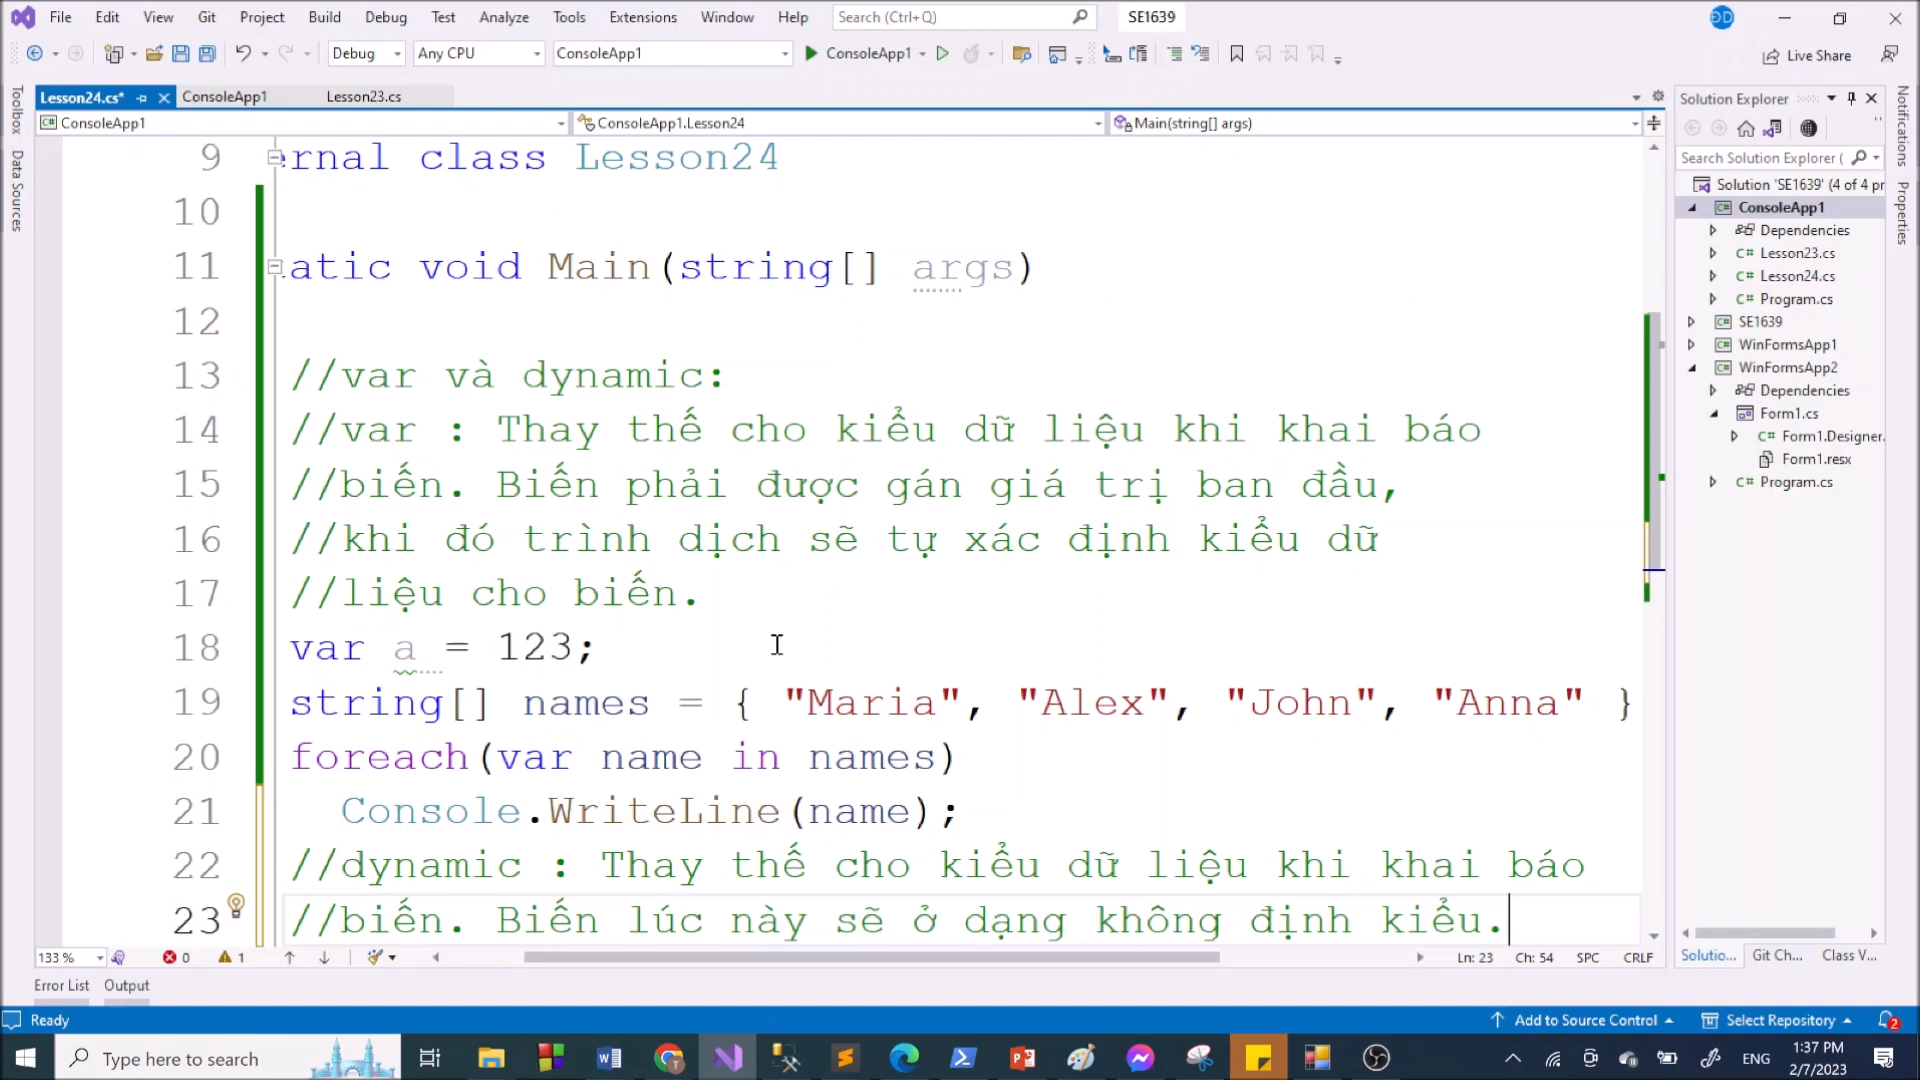 File Edit View Git Project Build Debug Test Analyze Tools Extensions Window Help Search (Ctrl+Q) SE1639 ĐD
Debug Any CPU ConsoleApp1 ConsoleApp1 Live Share
Toolbox
Data Sources
Lesson24.cs* ConsoleApp1 Lesson23.cs
ConsoleApp1 ConsoleApp1.Lesson24 Main(string[] args)
9 ernal class Lesson24
10
11 atic void Main(string[] args)
12
13 //var và dynamic:
14 //var : Thay thế cho kiểu dữ liệu khi khai báo
15 //biến. Biến phải được gán giá trị ban đầu,
16 //khi đó trình dịch sẽ tự xác định kiểu dữ
17 //liệu cho biến.
18 var a = 123;
19 string[] names = { "Maria", "Alex", "John", "Anna" }
20 foreach(var name in names)
21 Console.WriteLine(name);
22 //dynamic : Thay thế cho kiểu dữ liệu khi khai báo
23 //biến. Biến lúc này sẽ ở dạng không định kiểu.
133 % 0 1 Ln: 23 Ch: 54 SPC CRLF
Error List Output
Solution Explorer
Search Solution Explorer (
Solution 'SE1639' (4 of 4 pr
ConsoleApp1
Dependencies
C# Lesson23.cs
C# Lesson24.cs
C# Program.cs
SE1639
WinFormsApp1
WinFormsApp2
Dependencies
Form1.cs
C# Form1.Designer.
Form1.resx
C# Program.cs
Solutio... Git Ch... Class V...
Notifications
Properties
Ready Add to Source Control Select Repository 2
Type here to search ENG 1:37 PM
2/7/2023